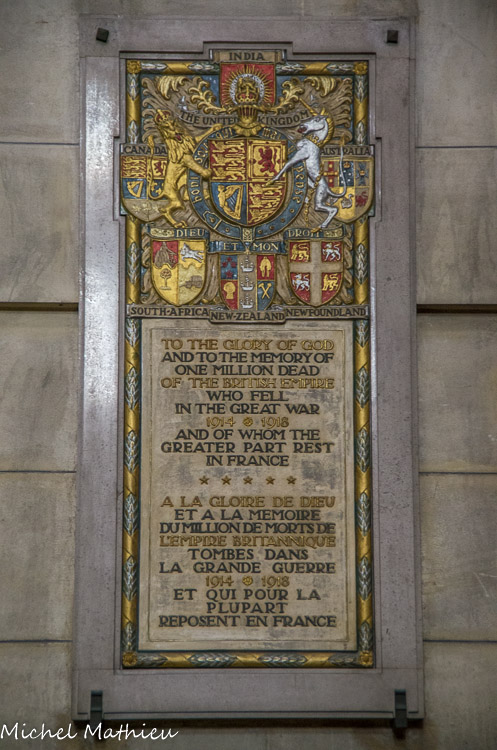 INDIA
THE UNITED KINGDOM
CANADA
AUSTRALIA
DIEU
DROIT
ET MON
SOUTH-AFRICA
NEW-ZEALAND
NEWFOUNDLAND
TO THE GLORY OF GOD
AND TO THE MEMORY OF
ONE MILLION DEAD
OF THE BRITISH EMPIRE
WHO FELL
IN THE GREAT WAR
1914 1918
AND OF WHOM THE
GREATER PART REST
IN FRANCE
A LA GLOIRE DE DIEU
ET A LA MEMOIRE
DU MILLION DE MORTS DE
L'EMPIRE BRITANNIQUE
TOMBES DANS
LA GRANDE GUERRE
1914 1918
ET QUI POUR LA
PLUPART
REPOSENT EN FRANCE
Michel Mathieu